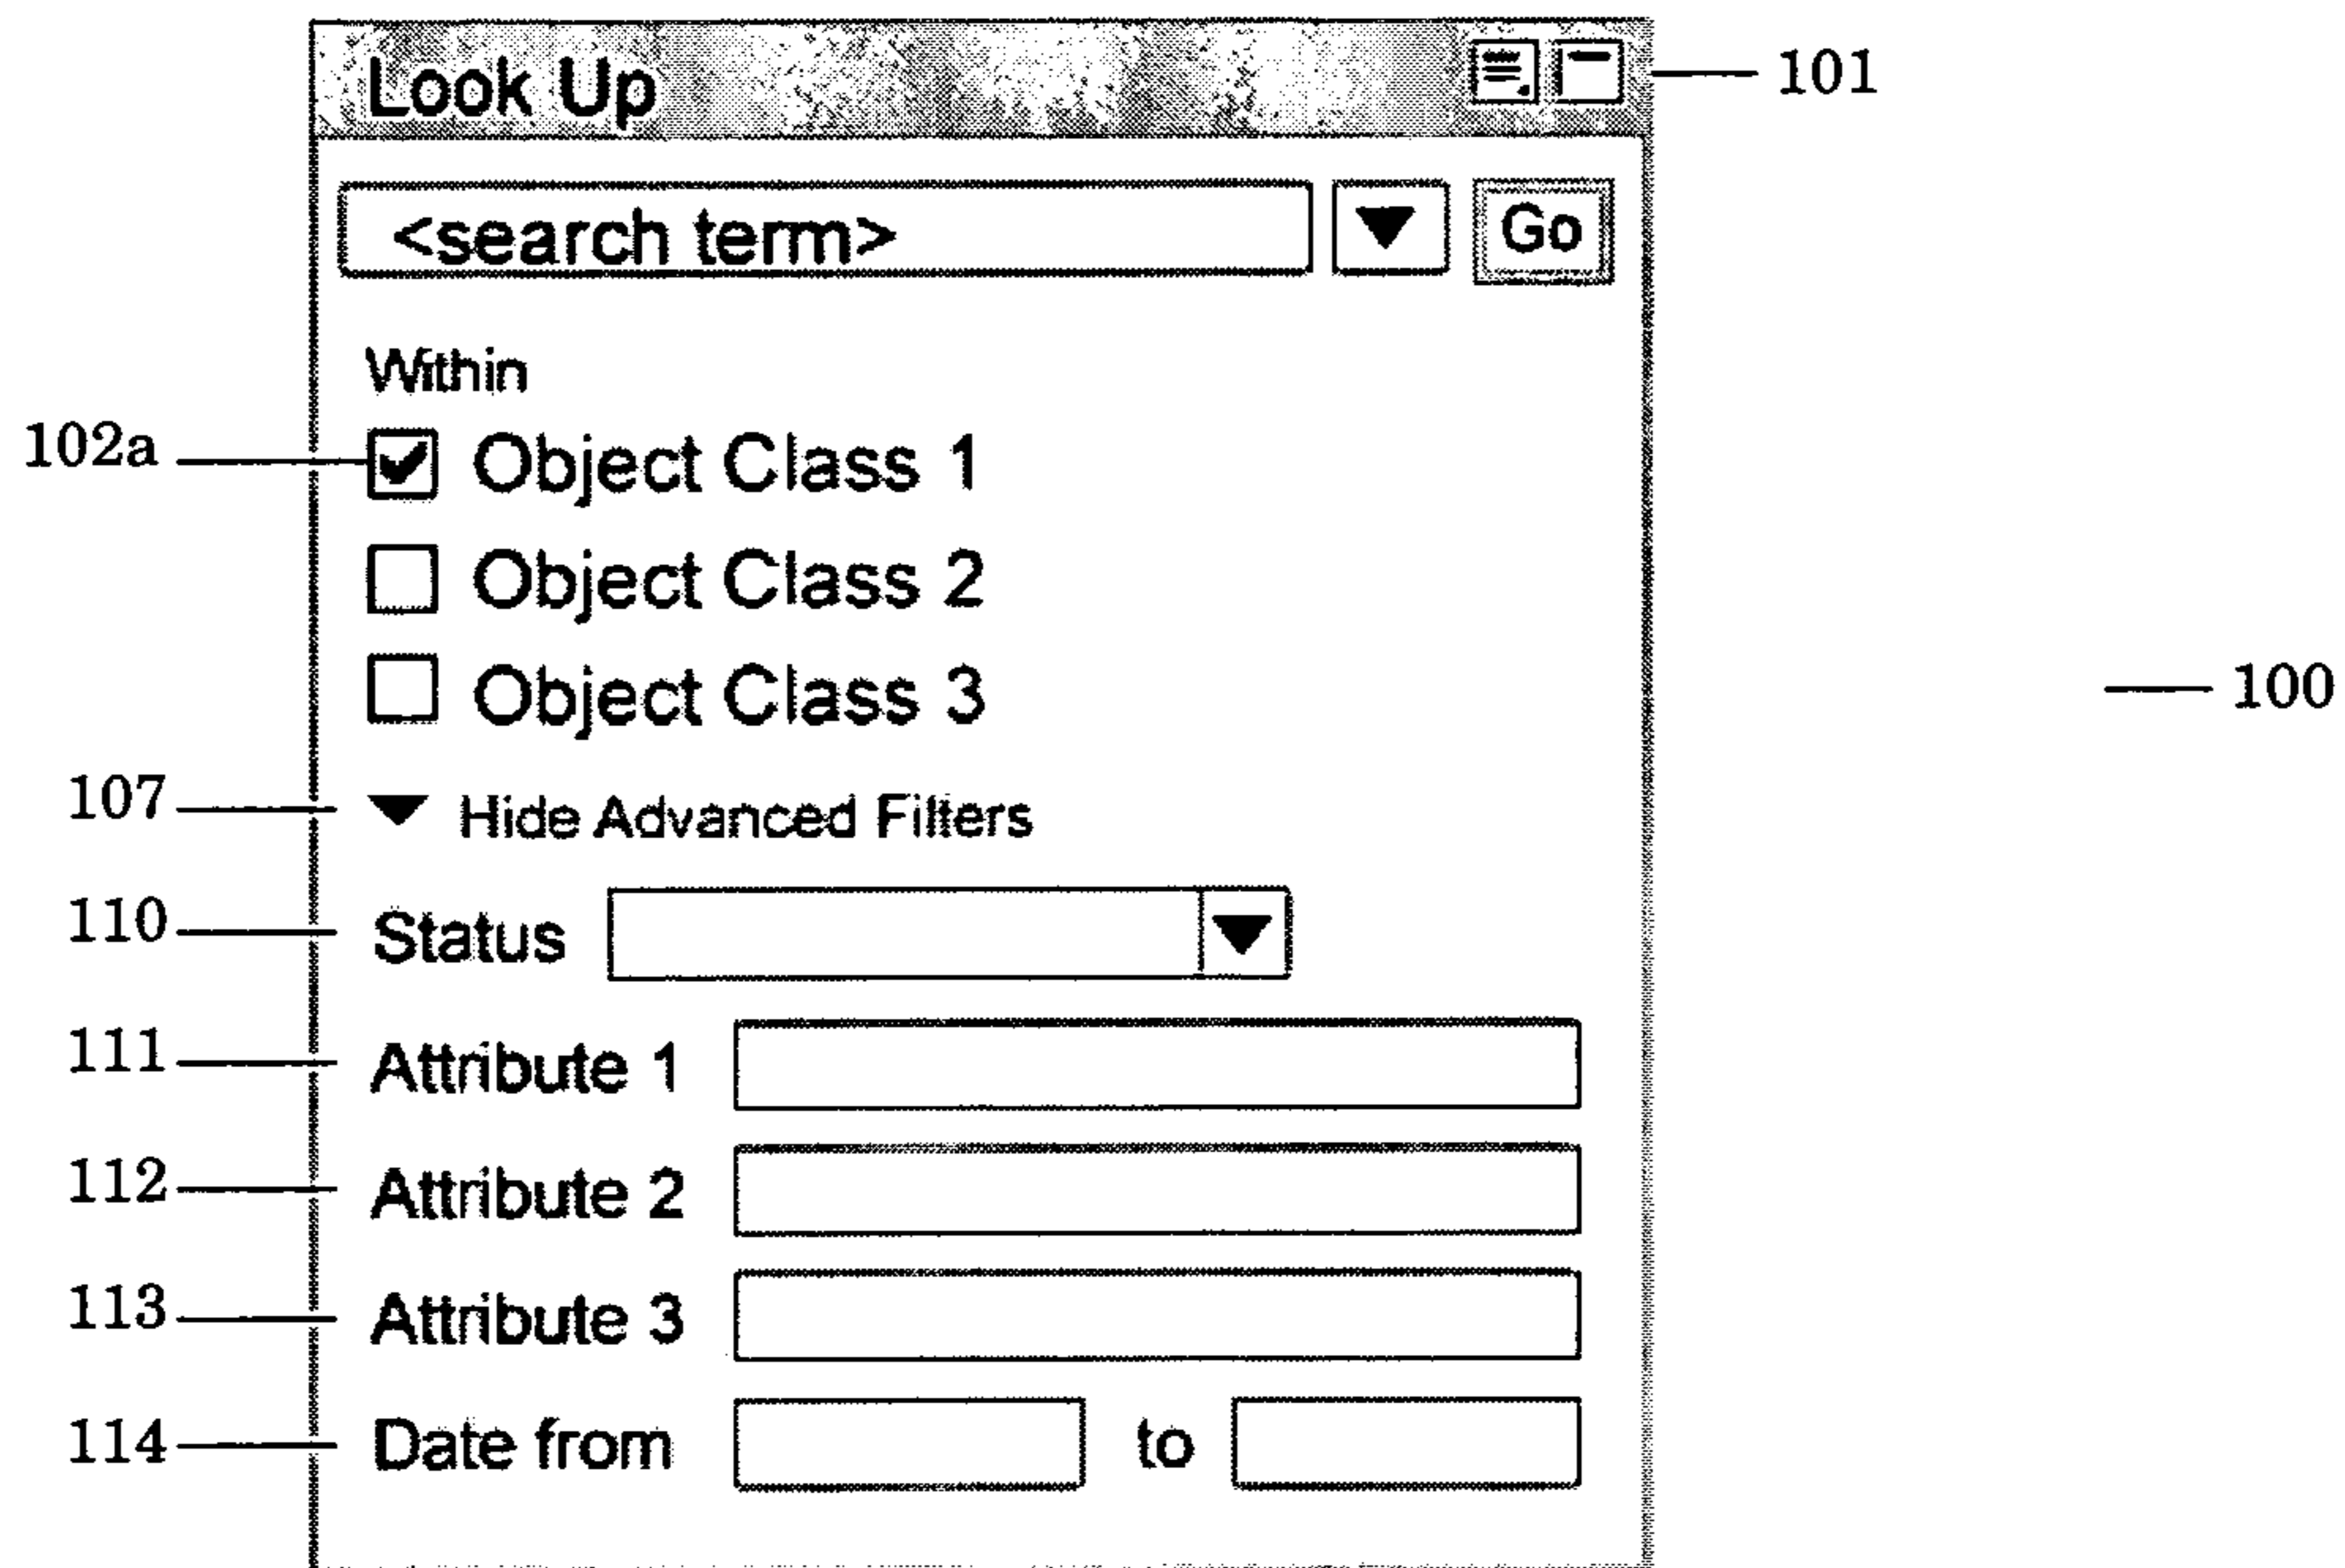 Look Up 101
<search term> Go
Within
102a Object Class 1
Object Class 2
Object Class 3
100
107 Hide Advanced Filters
110 Status
111 Attribute 1
112 Attribute 2
113 Attribute 3
114 Date from to